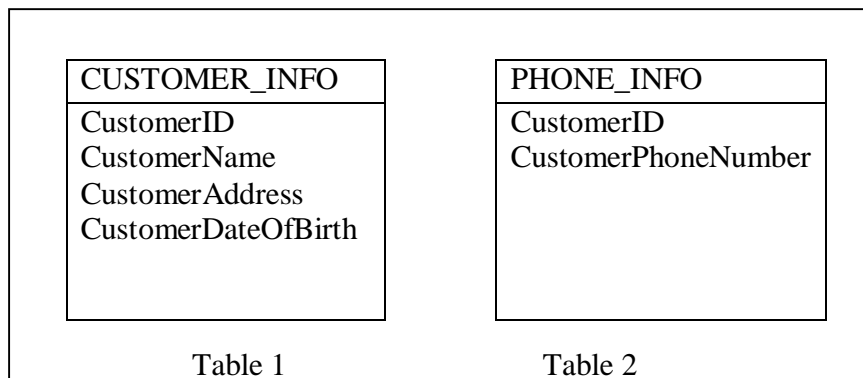 CUSTOMER_INFO
CustomerID
CustomerName
CustomerAddress
CustomerDateOfBirth
PHONE_INFO
CustomerID
CustomerPhoneNumber
Table 1
Table 2